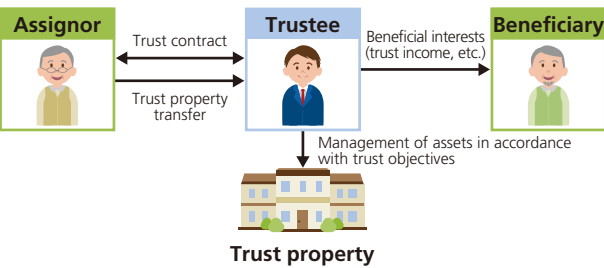 Assignor
Trustee
Beneficiary
Trust contract
Trust property
transfer
Beneficial interests
(trust income, etc.)
Management of assets in accordance
with trust objectives
Trust property